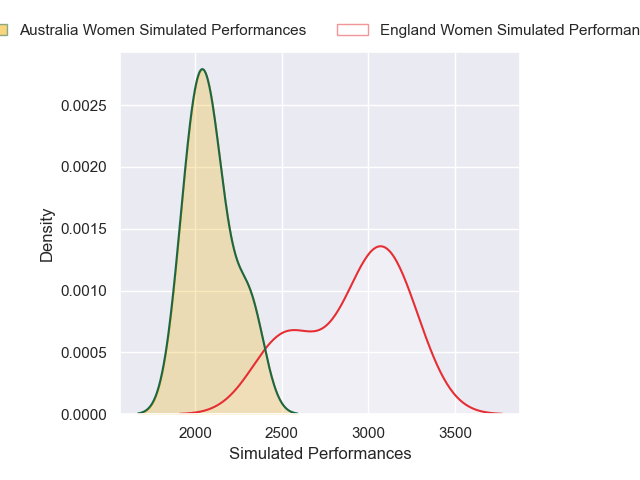 Australia Women Simulated Performances England Women Simulated Performan
0.0025
0.0020
0.0015
0.0010
0.0005
0.0000
Density
2000 2500 3000 3500
Simulated Performances